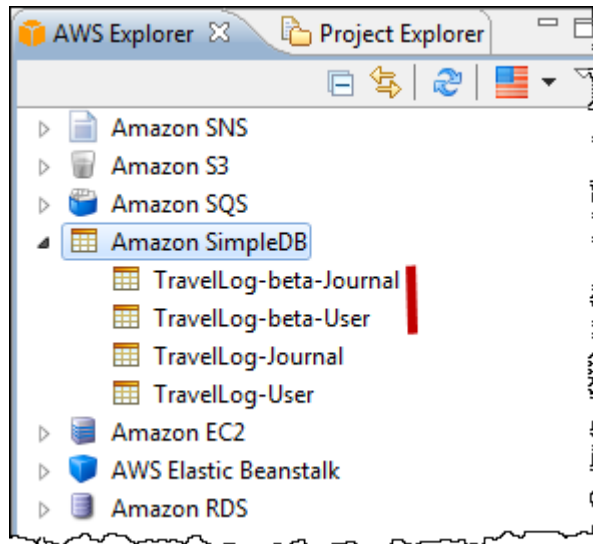 AWS Explorer Project Explorer
Amazon SNS
Amazon S3
Amazon SQS
Amazon SimpleDB
TravelLog-beta-Journal
TravelLog-beta-User
TravelLog-Journal
TravelLog-User
Amazon EC2
AWS Elastic Beanstalk
Amazon RDS